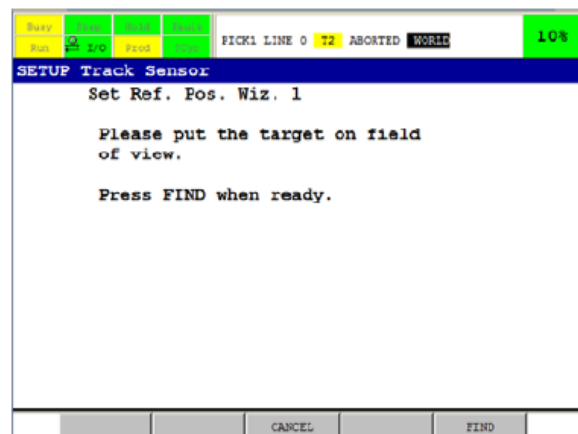 Busy Step Hold Fault
Run I/O Prod TCyc
PICK1 LINE 0 T2 ABORTED WORLD
10%
SETUP Track Sensor
Set Ref. Pos. Wiz. 1
Please put the target on field
of view.
Press FIND when ready.
CANCEL FIND